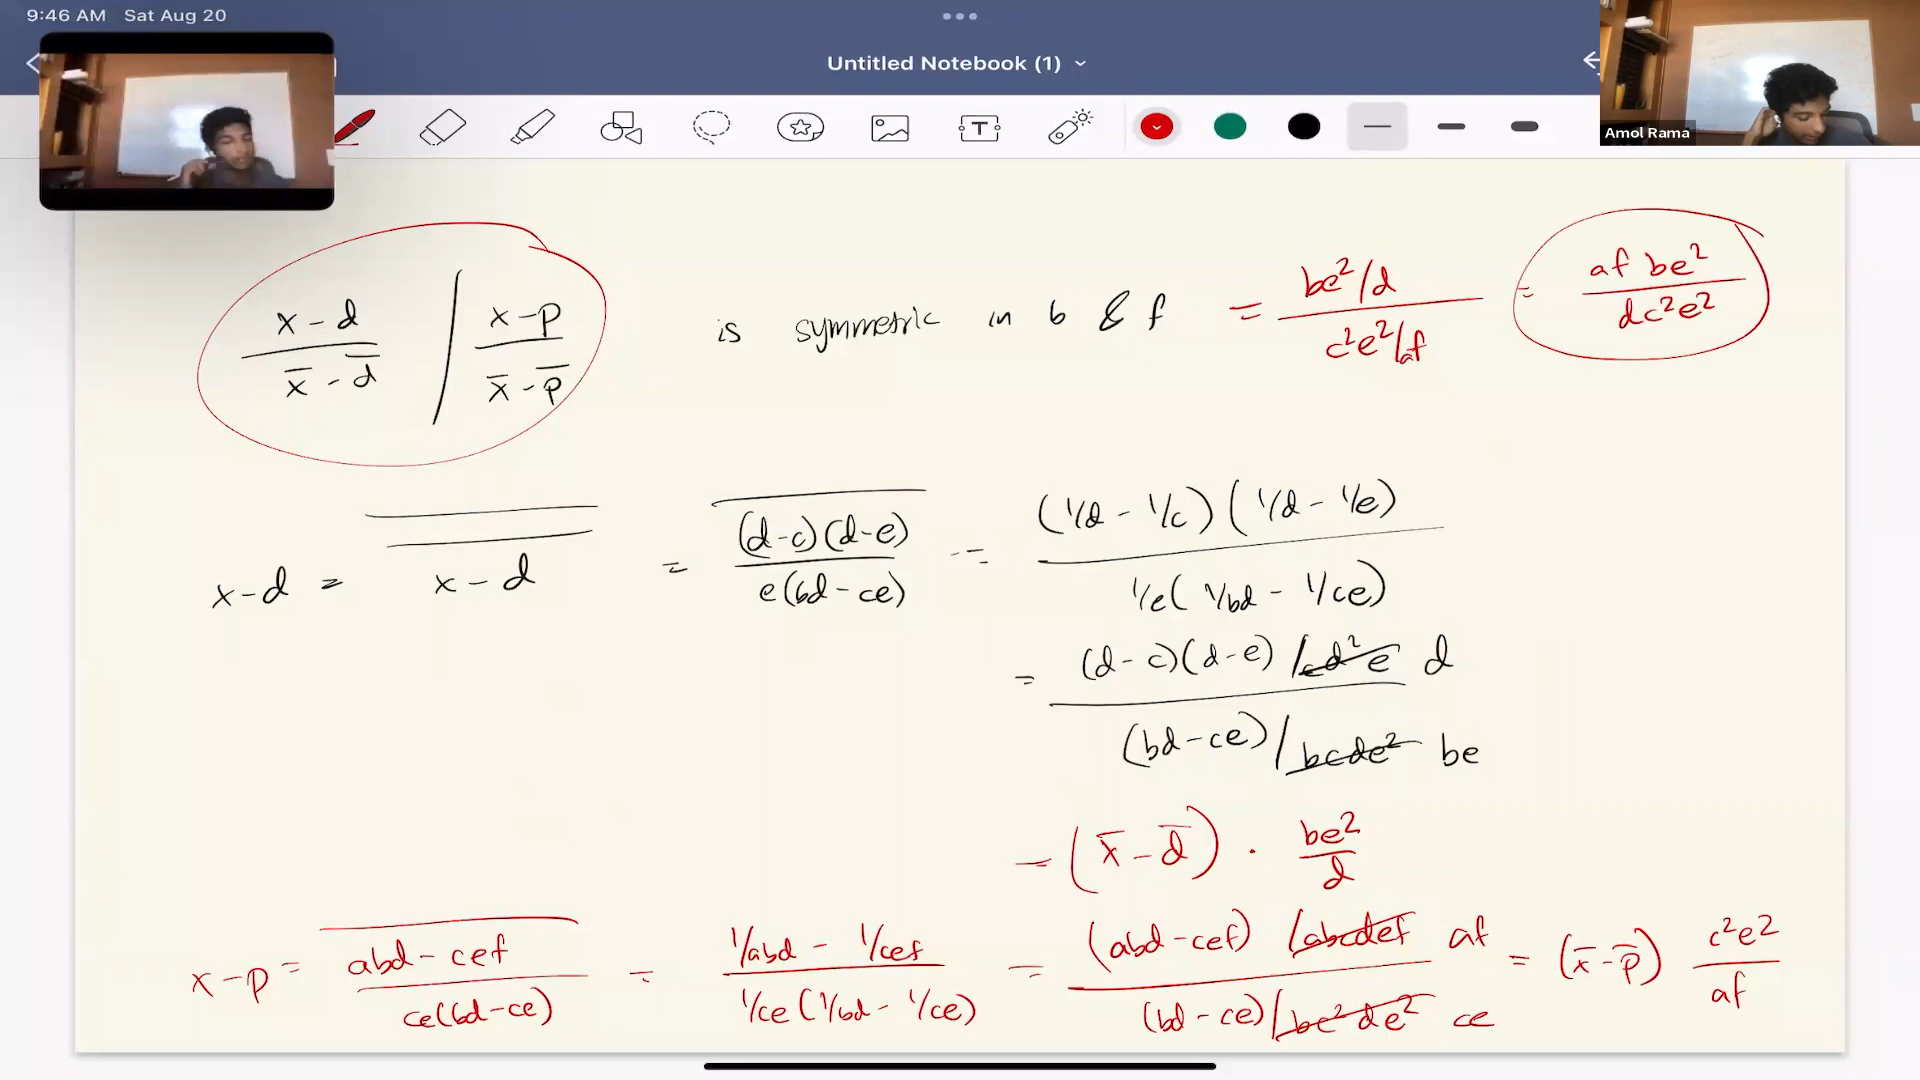 9:46 AM Sat Aug 20
Untitled Notebook (1)
Amol Rama
x - d / x̄ - d̄ / x - p / x̄ - p̄ is symmetric in b & f = be²/d / c²e²/af = af be² / dc²e²
x - d = x - d = (d-c)(d-e) / e(bd-ce) = (1/d - 1/c)(1/d - 1/e) / 1/e(1/bd - 1/ce)
= (d-c)(d-e) /cd²e d / (bd-ce)/bcde² be
= (x̄ - d̄) · be² / d
x-p = abd - cef / ce(bd-ce) = 1/abd - 1/cef / 1/ce(1/bd - 1/ce) = (abd-cef) /abcdef af / (bd-ce)/bc²de² ce = (x̄-p̄) c²e² / af